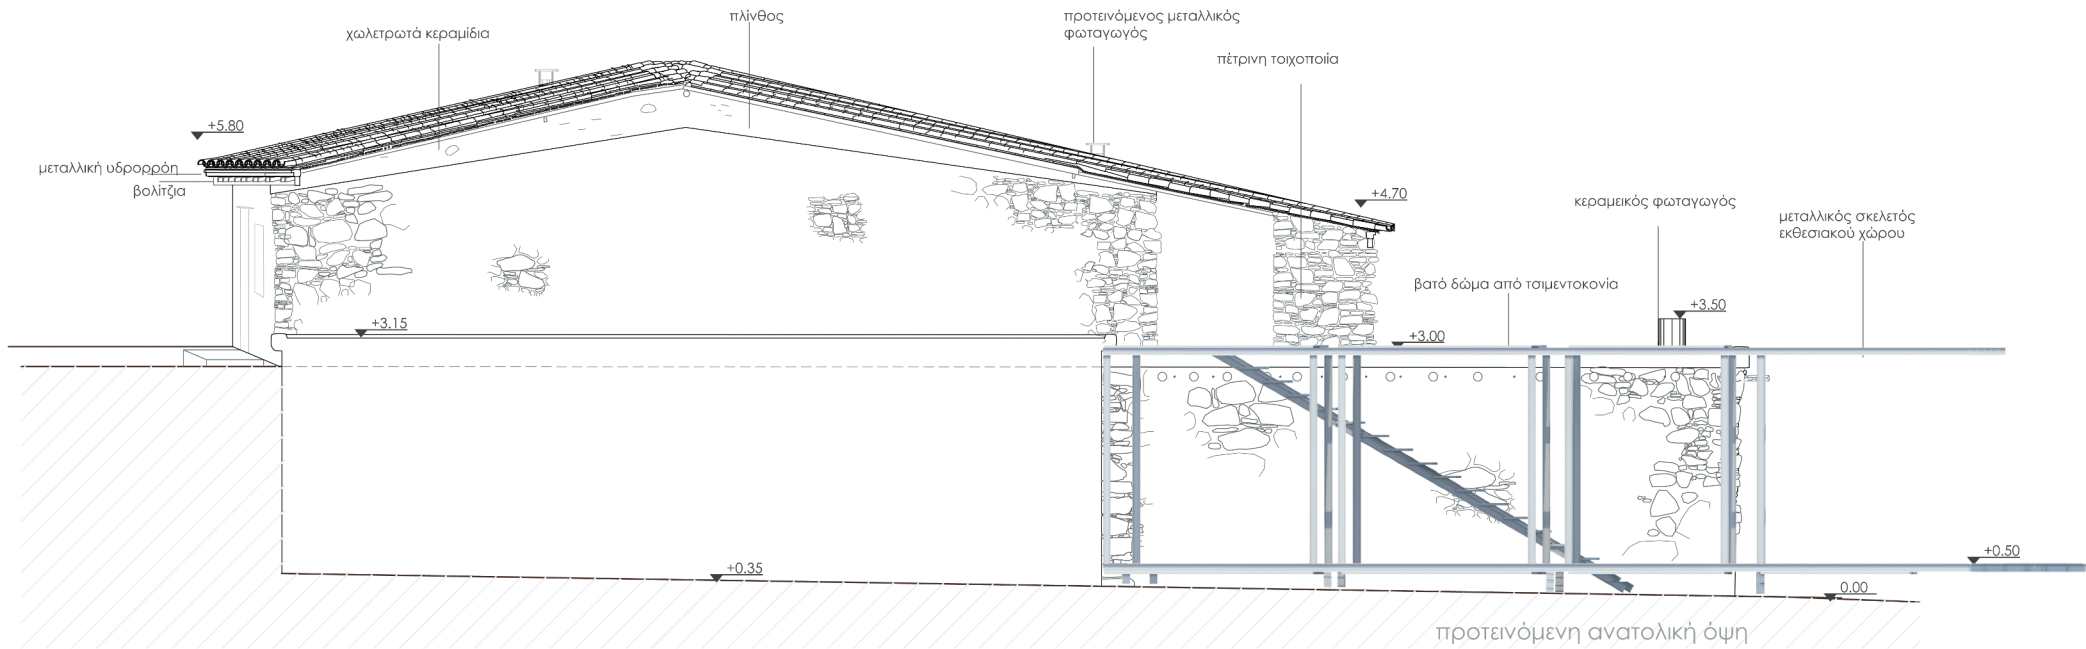 πλίνθος
προτεινόμενος μεταλλικός
φωταγωγός
χωλετρωτά κεραμίδια
πέτρινη τοιχοποιία
+5.80
μεταλλική υδρορρόη
βολίτζια
+4.70
κεραμεικός φωταγωγός
μεταλλικός σκελετός
εκθεσιακού χώρου
βατό δώμα από τσιμεντοκονία
+3.50
+3.15
+3.00
+0.50
+0.35
0.00
προτεινόμενη ανατολική όψη